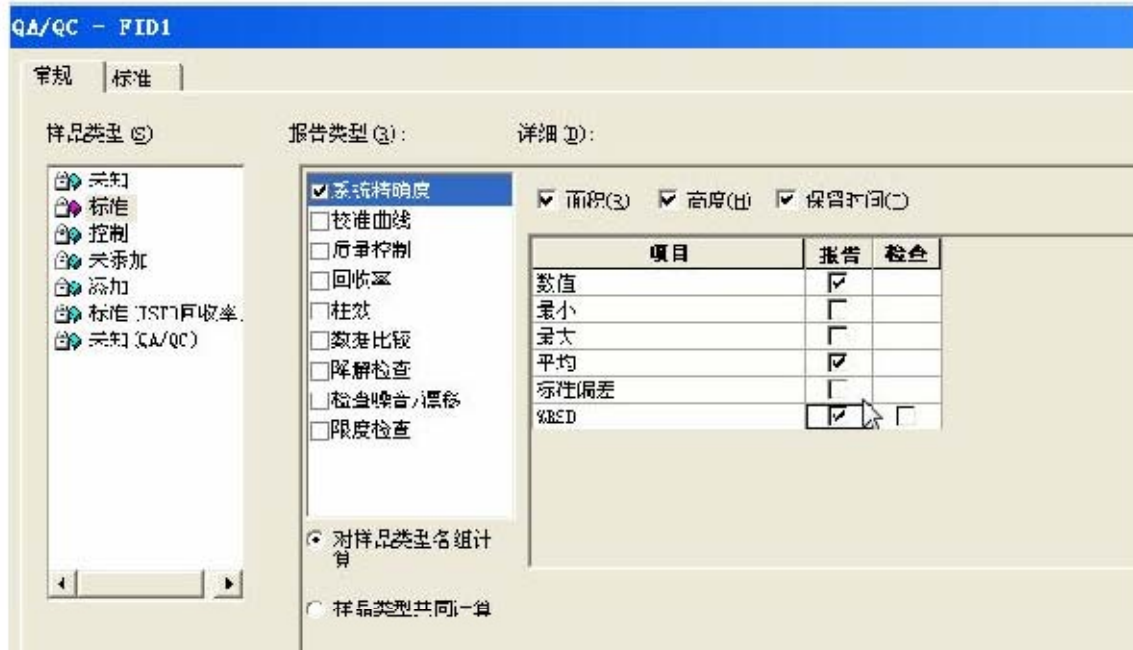 QA/QC - FID1
常规 标准
样品类型(S) 报告类型(R): 详细(D):
未知
标准
控制
未添加
添加
标准(ISTD回收率
未知(QA/QC)
系统精确度
校准曲线
质量控制
回收率
柱效
数据比较
降解检查
检查噪音/漂移
限度检查
面积(R) 高度(H) 保留时间(T)
项目 报告 检查
数值
最小
最大
平均
标准偏差
%RSD
对样品类型各组计
算
样品类型共同计算